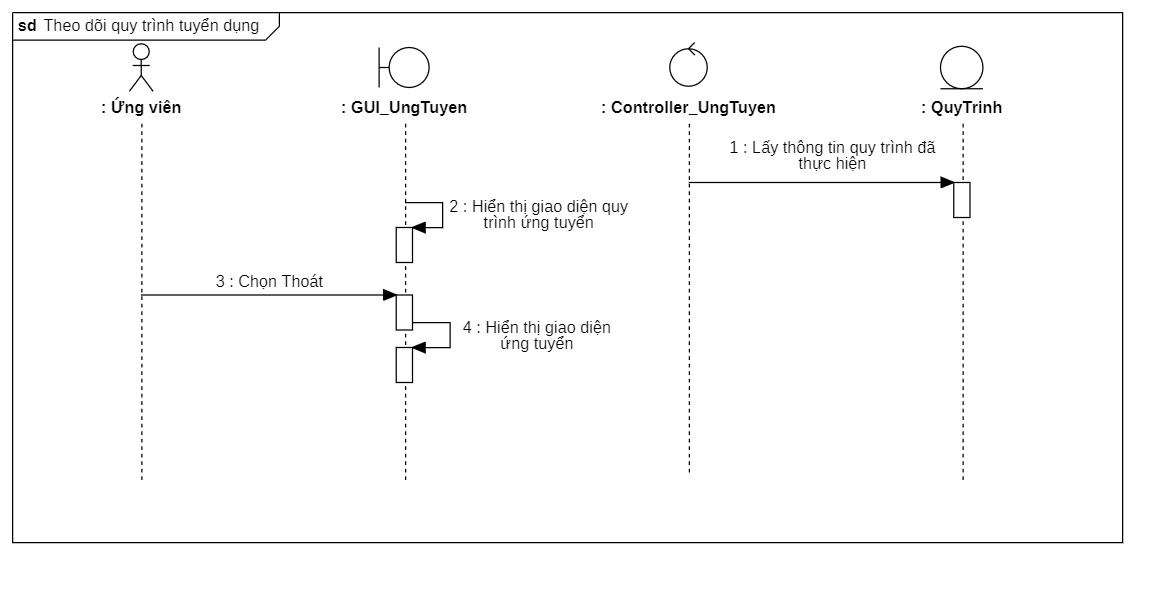 sd Theo dõi quy trình tuyển dụng
: Ứng viên
: GUI_UngTuyen
: Controller_UngTuyen
: QuyTrinh
1 : Lấy thông tin quy trình đã
thực hiện
2 : Hiển thị giao diện quy
trình ứng tuyển
3 : Chọn Thoát
4 : Hiển thị giao diện
ứng tuyển